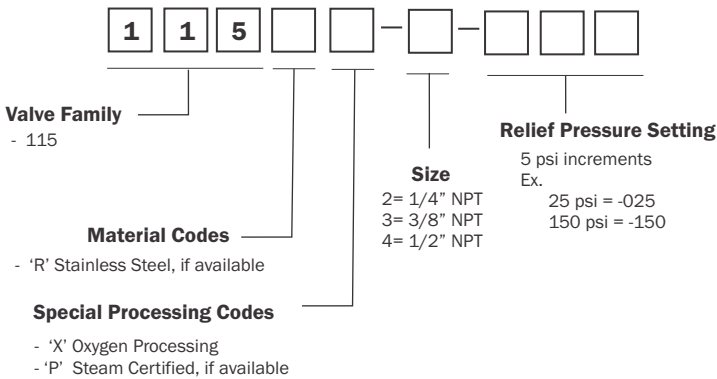 1 1 5 – –
Valve Family
- 115
Relief Pressure Setting
5 psi increments
Ex.
25 psi = -025
150 psi = -150
Size
2= 1/4” NPT
3= 3/8” NPT
4= 1/2” NPT
Material Codes
- ‘R’ Stainless Steel, if available
Special Processing Codes
- ‘X’ Oxygen Processing
- ‘P’ Steam Certified, if available